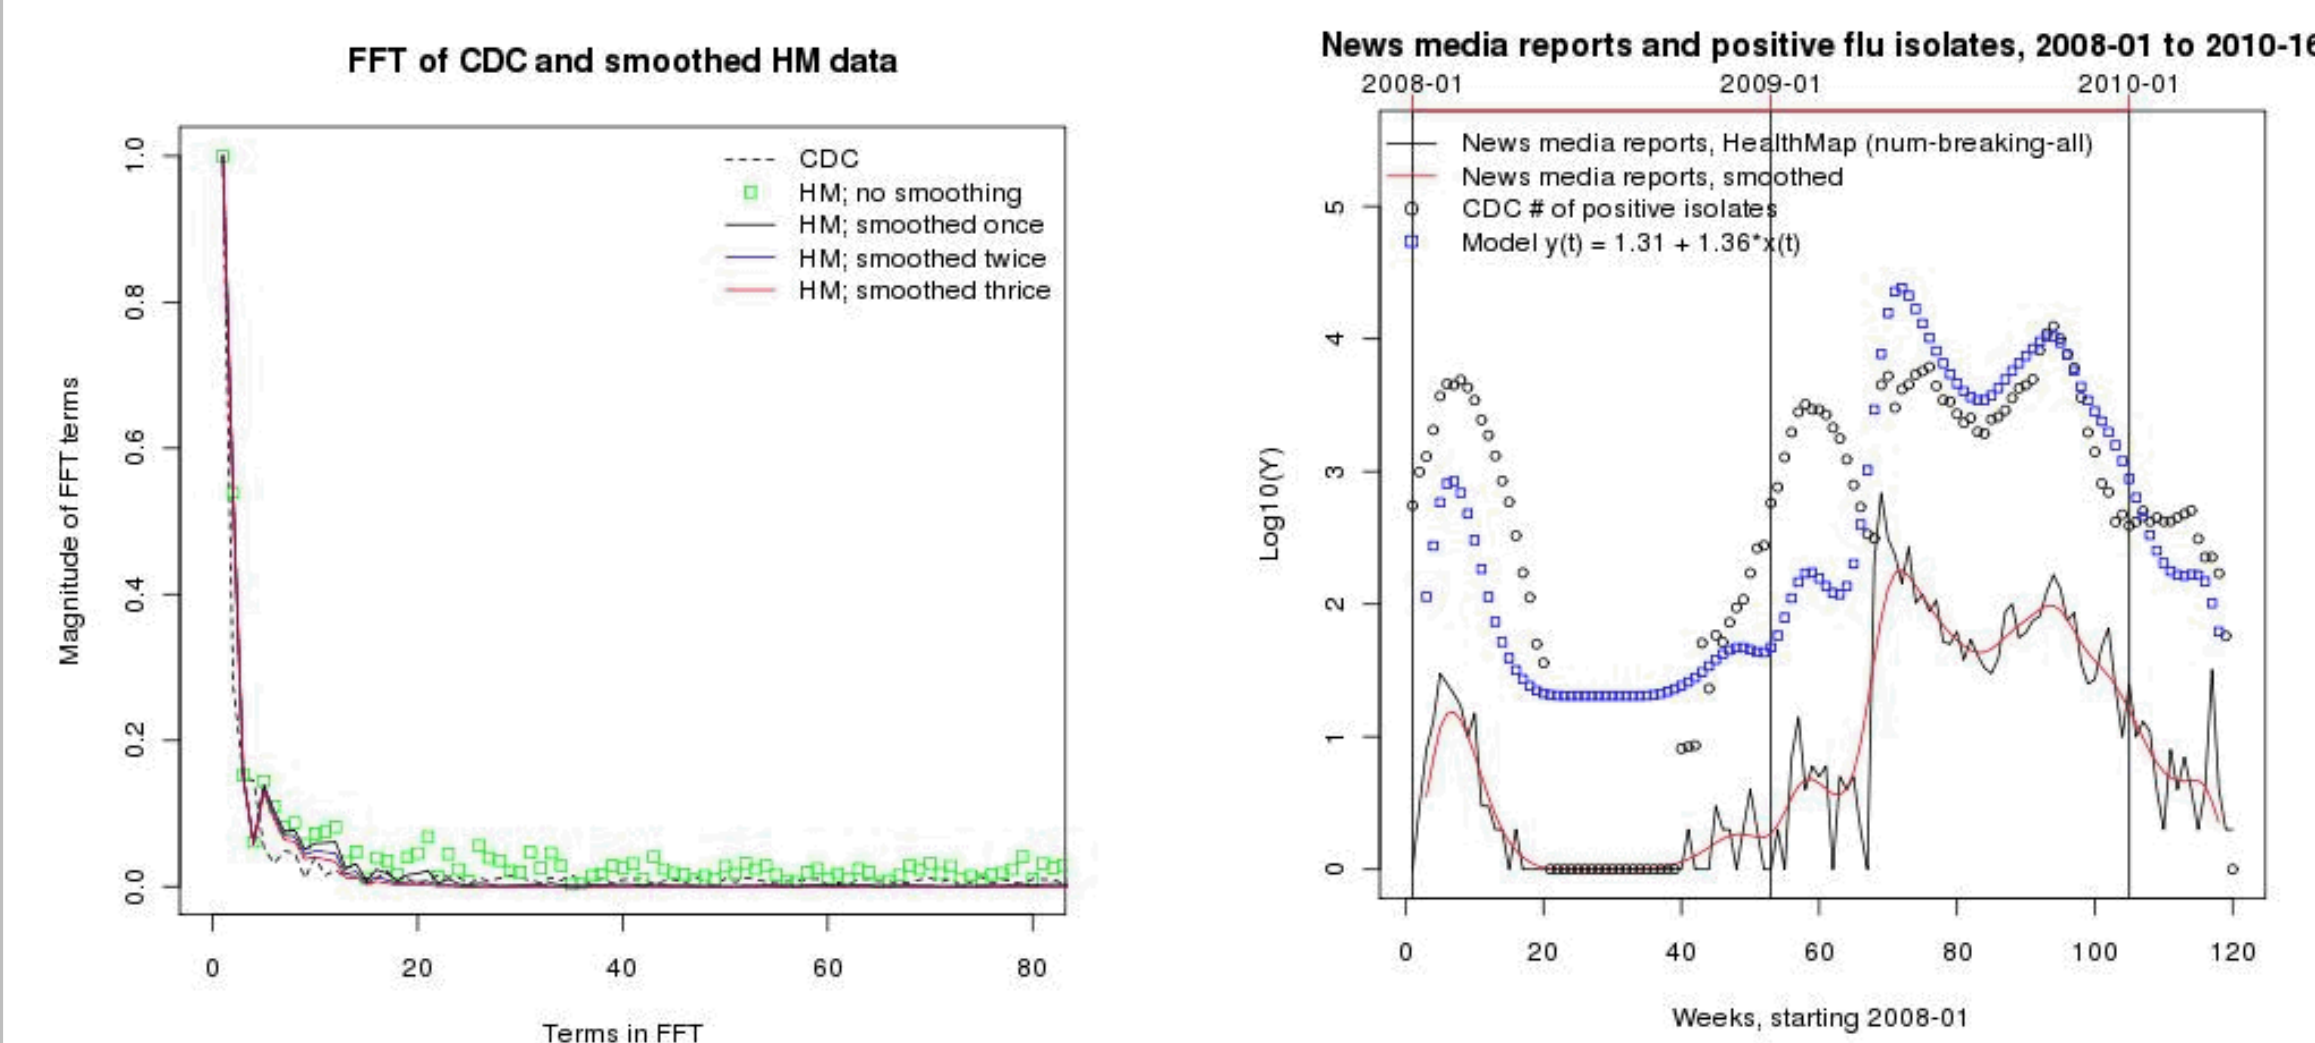 FFT of CDC and smoothed HM data
CDC
HM; no smoothing
HM; smoothed once
HM; smoothed twice
HM; smoothed thrice
Magnitude of FFT terms
1.0
0.8
0.6
0.4
0.2
0.0
0 20 40 60 80
Terms in FFT
News media reports and positive flu isolates, 2008-01 to 2010-16
2008-01 2009-01 2010-01
News media reports, HealthMap (num-breaking-all)
News media reports, smoothed
CDC # of positive isolates
Model y(t) = 1.31 + 1.36*x(t)
Log10(Y)
5
4
3
2
1
0
0 20 40 60 80 100 120
Weeks, starting 2008-01